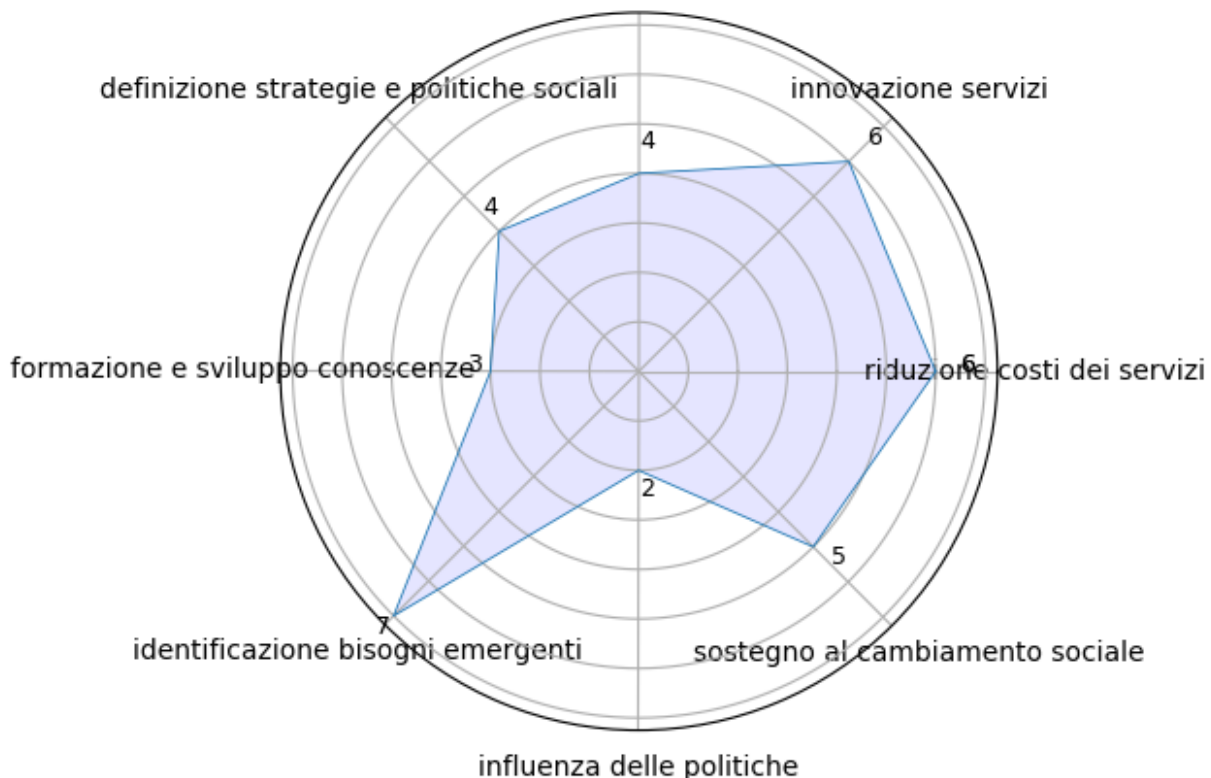 definizione strategie e politiche sociali
innovazione servizi
6
4
4
formazione e sviluppo conoscenze
3
riduzione costi dei servizi
6
2
5
7
identificazione bisogni emergenti
sostegno al cambiamento sociale
influenza delle politiche